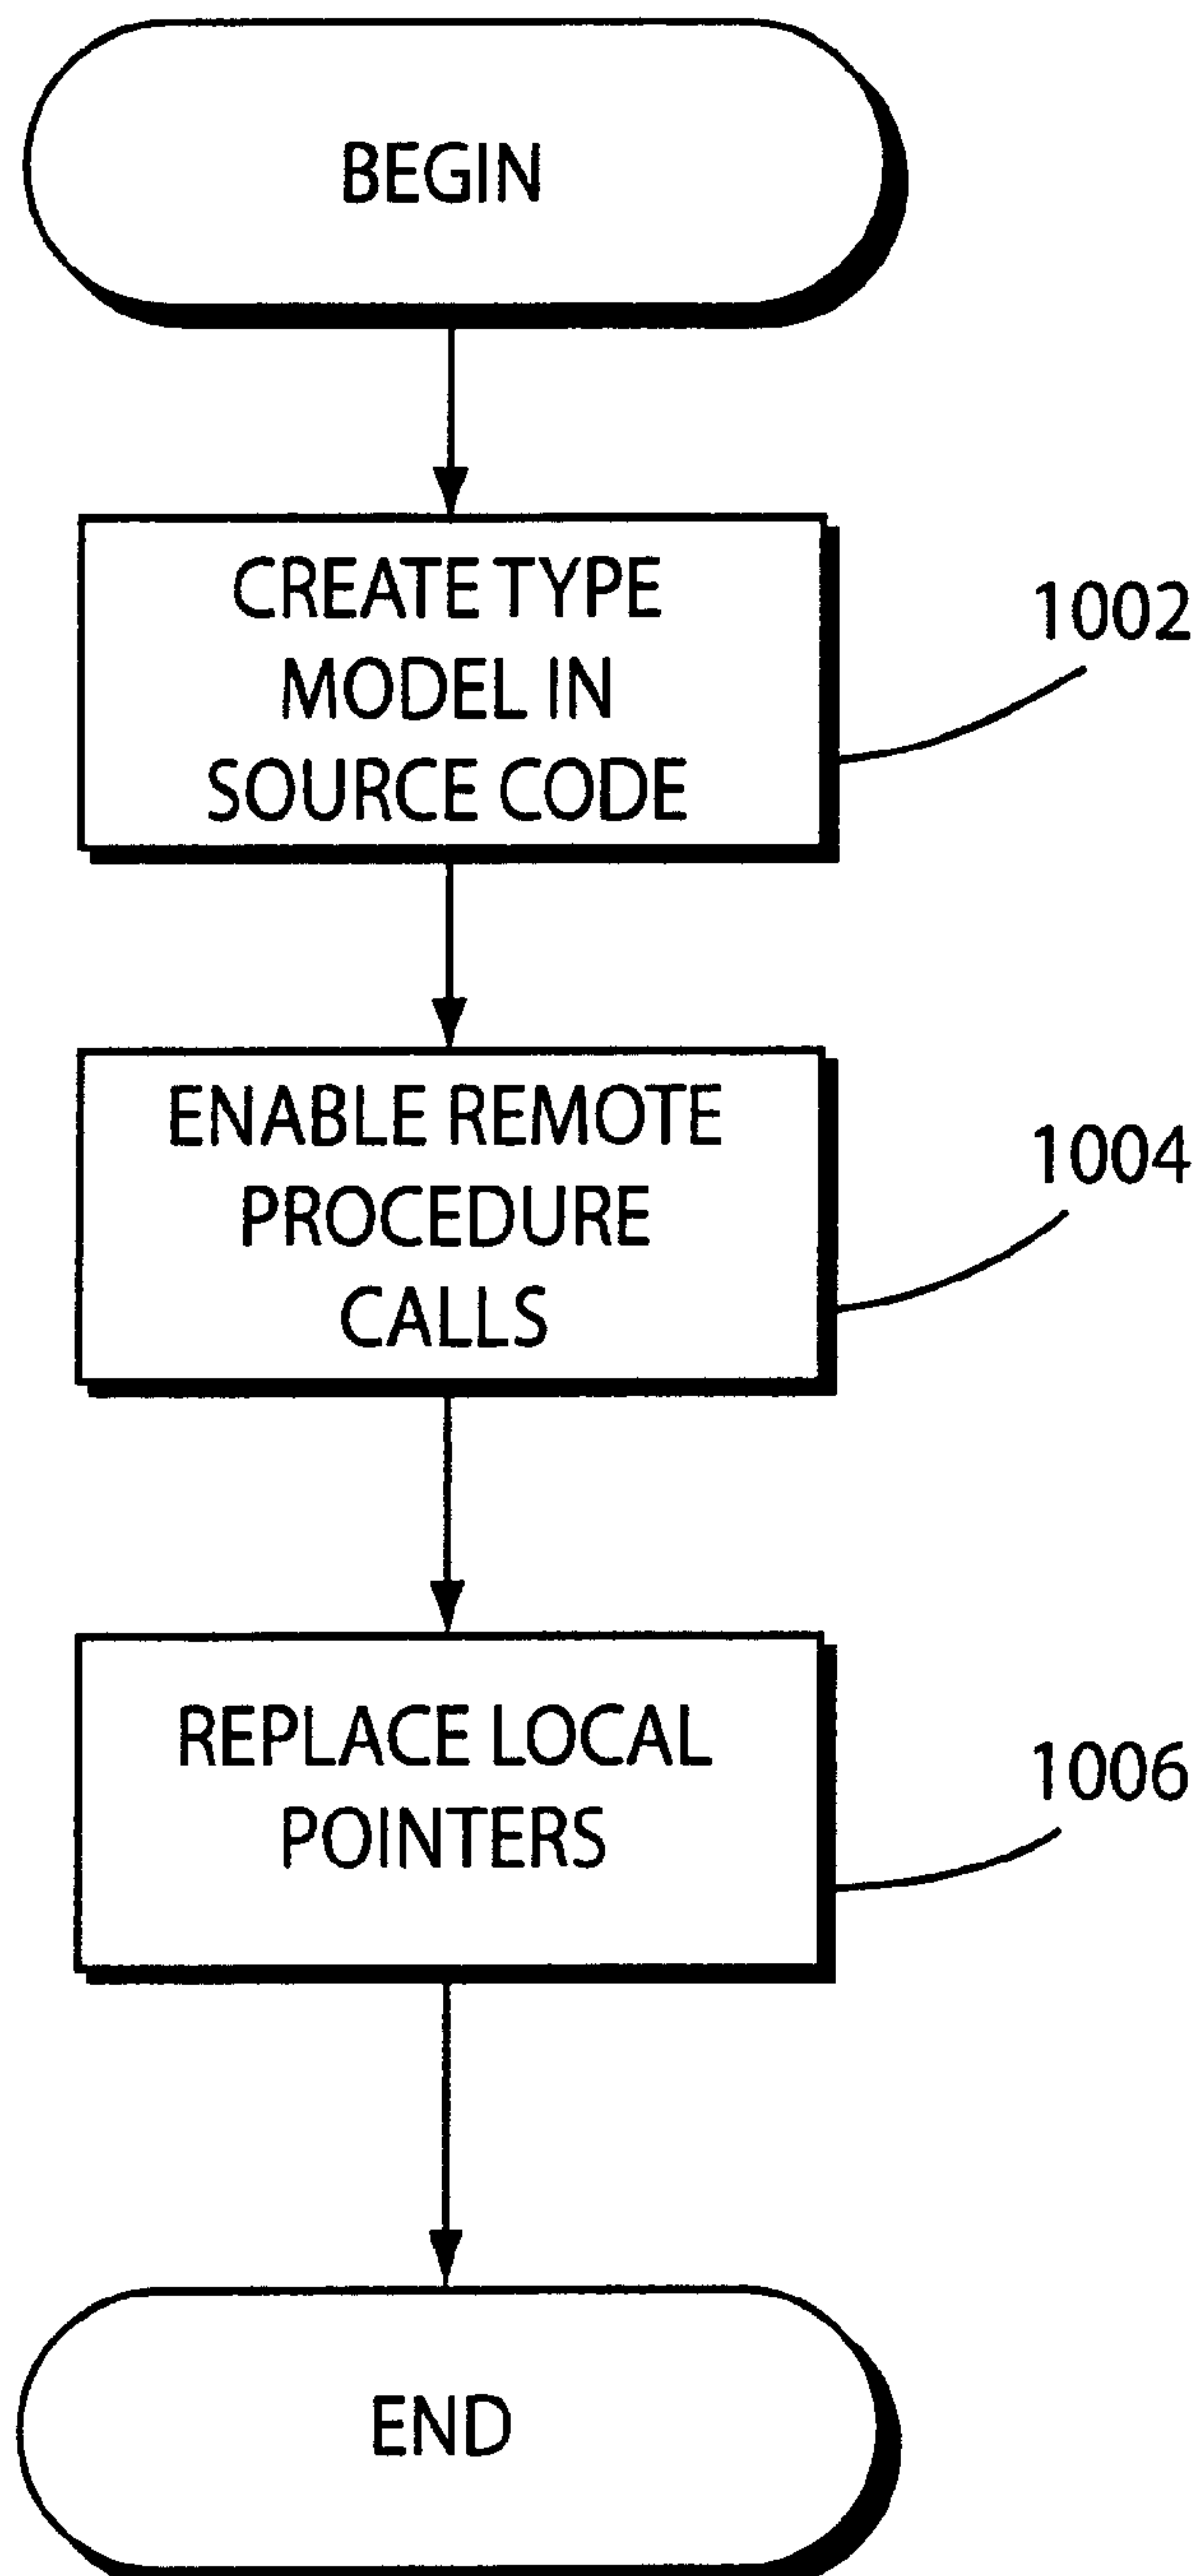 BEGIN
CREATE TYPE
MODEL IN
SOURCE CODE
1002
ENABLE REMOTE
PROCEDURE
CALLS
1004
REPLACE LOCAL
POINTERS
1006
END